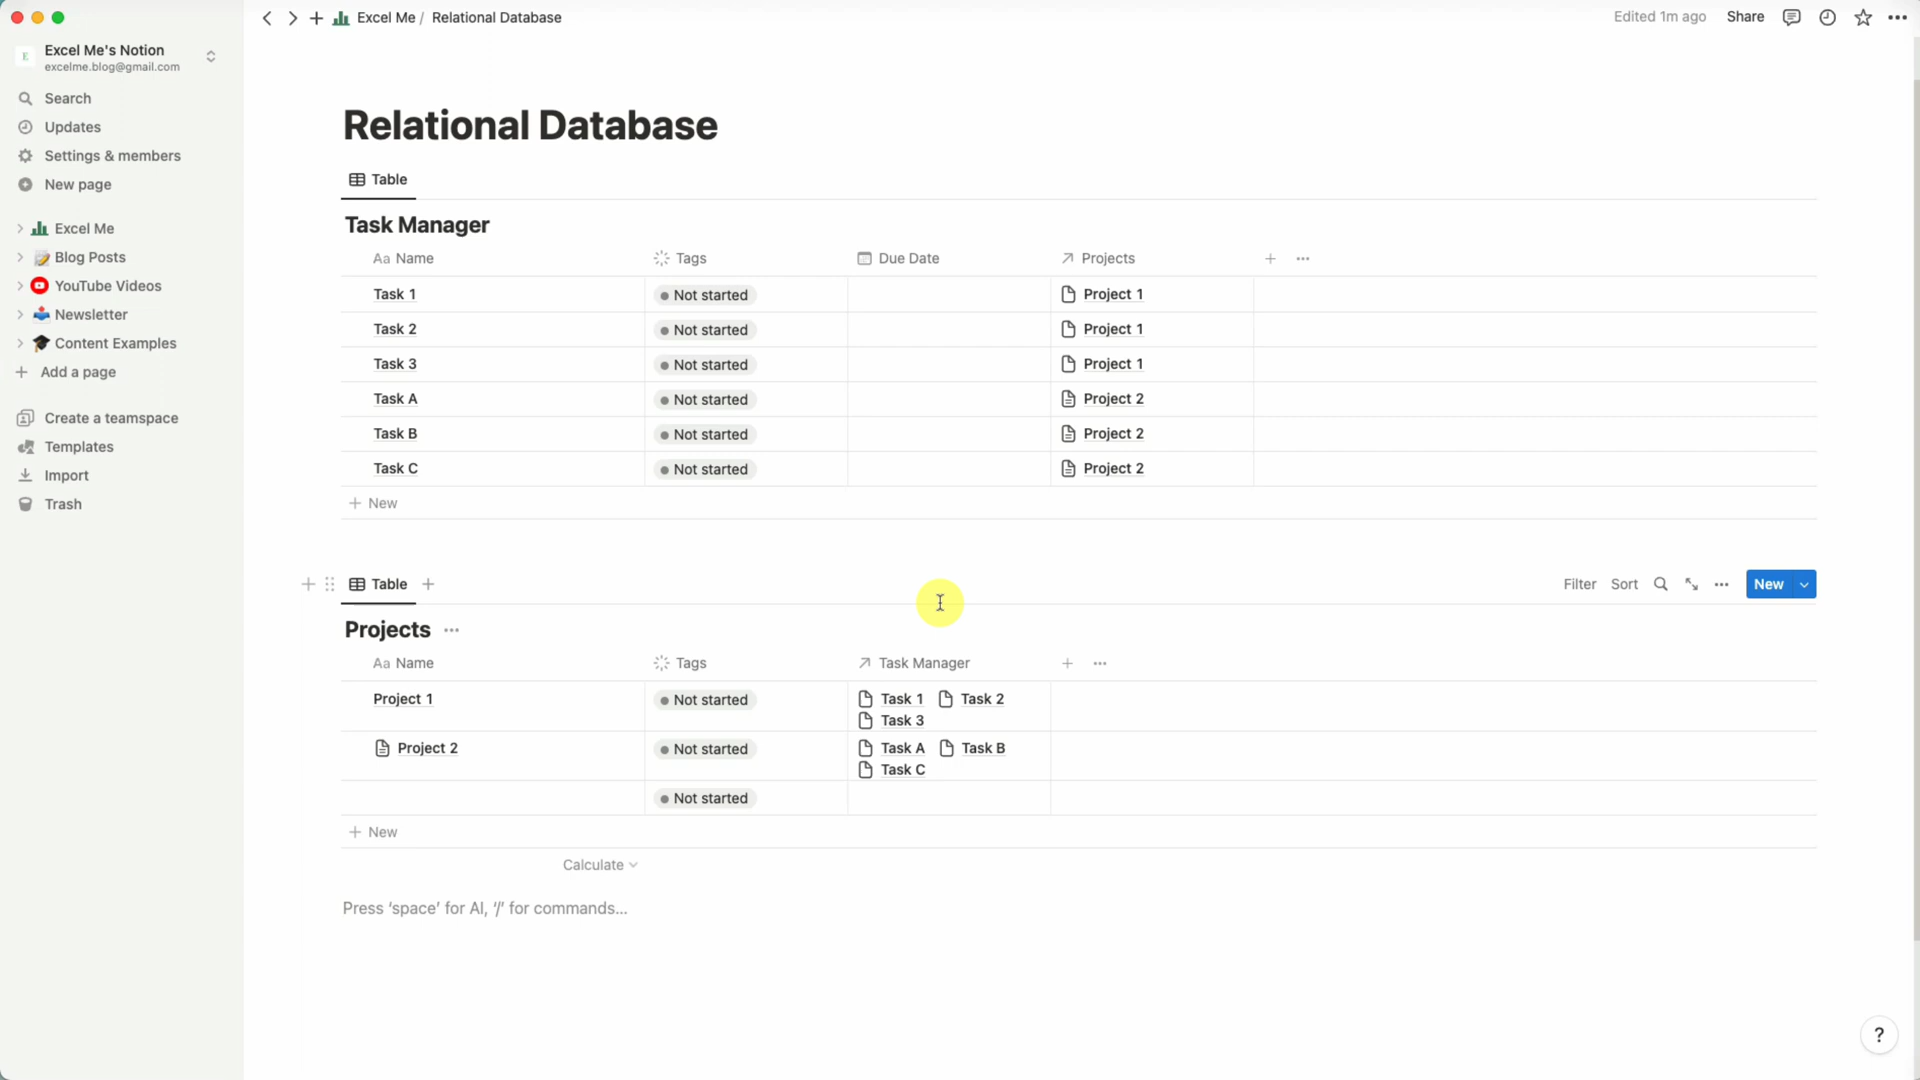 Excel Me / Relational Database
Edited 1m ago Share
E Excel Me's Notion
excelme.blog@gmail.com
Search
Updates
Settings & members
New page
Excel Me
Blog Posts
YouTube Videos
Newsletter
Content Examples
Add a page
Create a teamspace
Templates
Import
Trash
Relational Database
Table
Task Manager
Aa Name Tags Due Date Projects
Task 1 Not started Project 1
Task 2 Not started Project 1
Task 3 Not started Project 1
Task A Not started Project 2
Task B Not started Project 2
Task C Not started Project 2
+ New
Table Filter Sort New
Projects
Aa Name Tags Task Manager
Project 1 Not started Task 1 Task 2
Task 3
Project 2 Not started Task A Task B
Task C
Not started
+ New
Calculate
Press ‘space’ for AI, ‘/’ for commands…
?